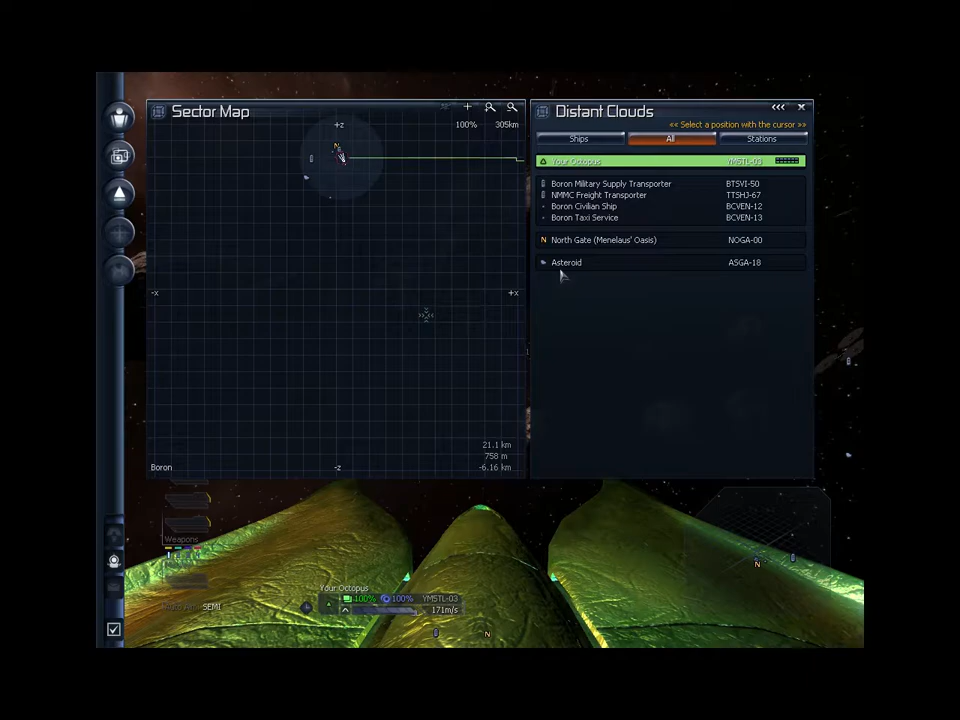 Sector Map
100%
305km
+z
N
-x
+x
21.1 km
758 m
-6.16 km
Boron
-z
Distant Clouds
<<<
<< Select a position with the cursor >>
Ships
All
Stations
Your Octopus YM5TL-03
Boron Military Supply Transporter BTSVI-50
NMMC Freight Transporter TTSHJ-67
Boron Civilian Ship BCVEN-12
Boron Taxi Service BCVEN-13
N North Gate (Menelaus' Oasis) NOGA-00
Asteroid ASGA-18
Weapons
SEMI
Your Octopus
100% 100% YM5TL-03
171m/s
N
N